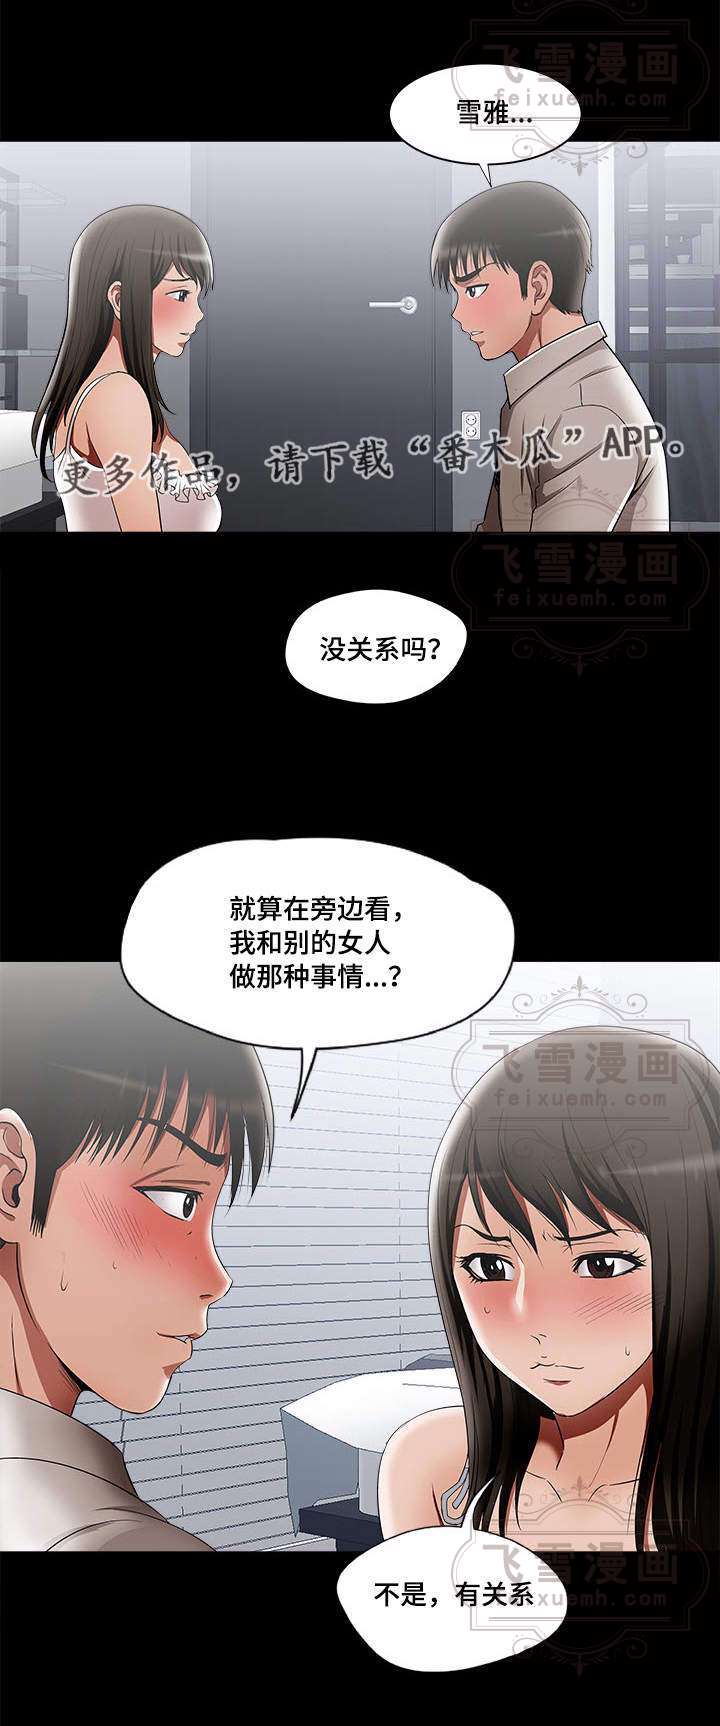 飞雪漫画
feixuemh.com
雪雅...
更多作品，请下载“番木瓜”APP。
飞雪漫画
feixuemh.com
没关系吗？
就算在旁边看，
我和别的女人
做那种事情...？
飞雪漫画
feixuemh.com
飞雪漫画
feixuemh.com
不是，有关系